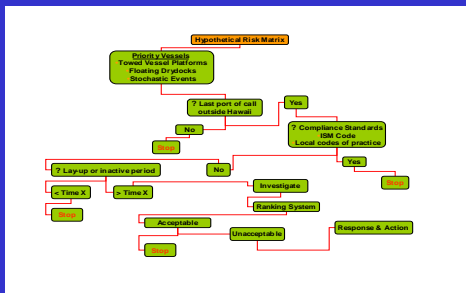 Hypothetical Risk Matrix
Priority Vessels
Towed Vessel Platforms
Floating Drydocks
Stochastic Events
? Last port of call
outside Hawaii
Yes
No
Stop
? Compliance Standards
ISM Code
Local codes of practice
No
Yes
Stop
? Lay-up or inactive period
< Time X
> Time X
Investigate
Stop
Ranking System
Acceptable
Unacceptable
Response & Action
Stop